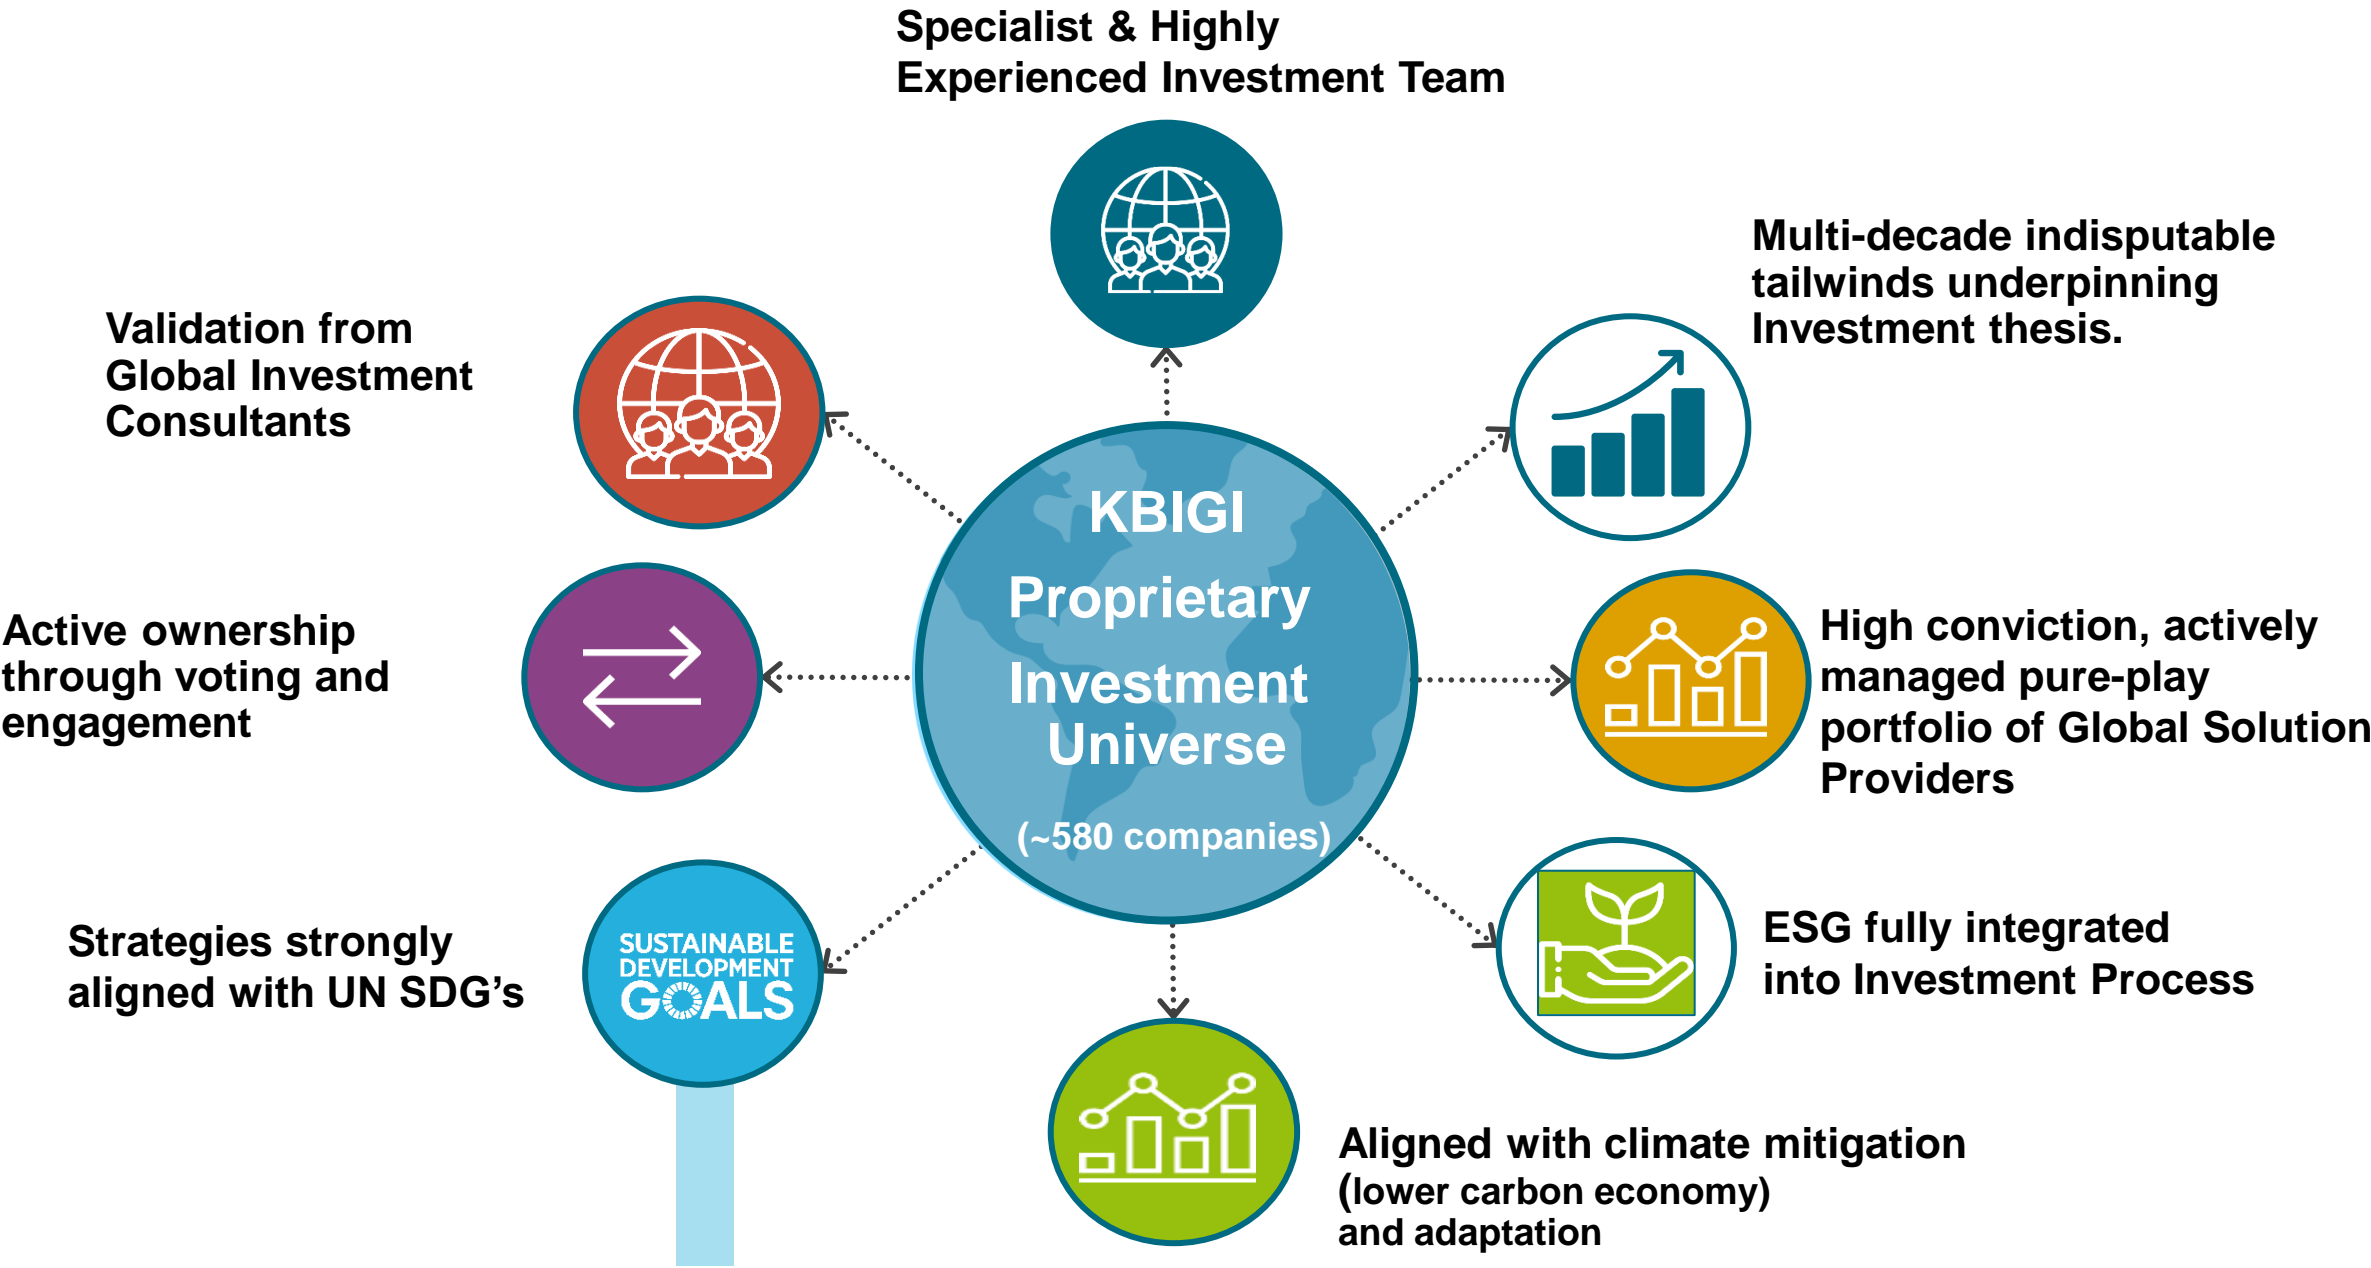 Specialist & Highly
Experienced Investment Team
Multi-decade indisputable
tailwinds underpinning
Investment thesis.
Validation from
Global Investment
Consultants
KBIGI
Proprietary
Investment
Universe
(~580 companies)
Active ownership
through voting and
engagement
High conviction, actively
managed pure-play
portfolio of Global Solution
Providers
Strategies strongly
aligned with UN SDG’s
SUSTAINABLE
DEVELOPMENT
GOALS
ESG fully integrated
into Investment Process
Aligned with climate mitigation
(lower carbon economy)
and adaptation